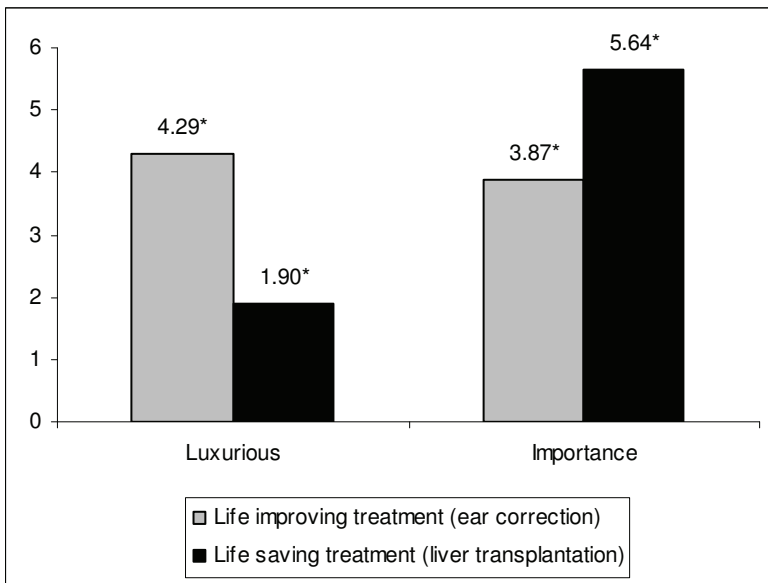 6
5
4
3
2
1
0
4.29*
1.90*
3.87*
5.64*
Luxurious
Importance
Life improving treatment (ear correction)
Life saving treatment (liver transplantation)